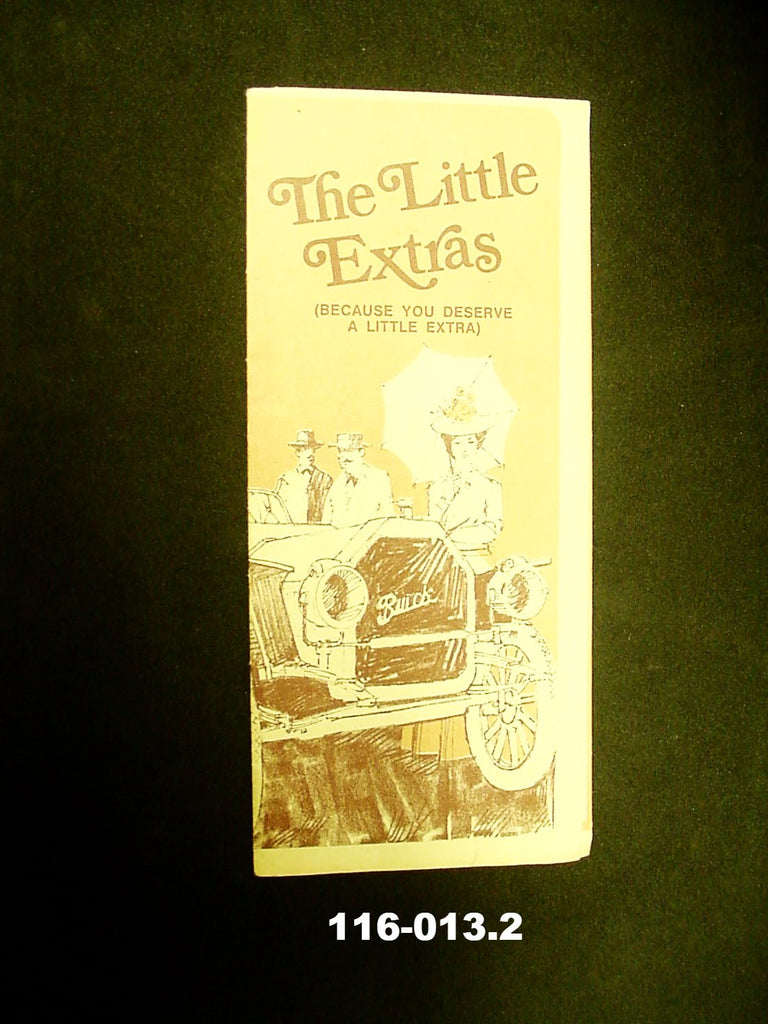 The Little
Extras
(BECAUSE YOU DESERVE
A LITTLE EXTRA)
Buick
116-013.2